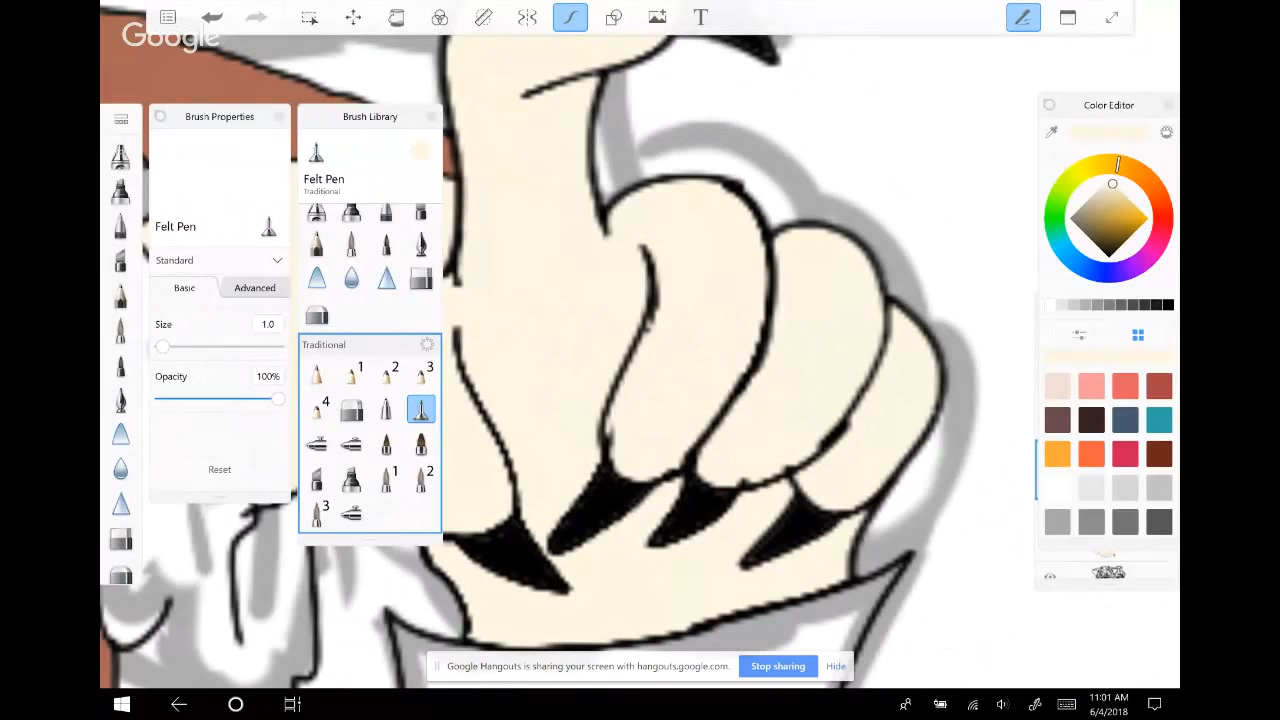 T
Google
Brush Properties
Brush Library
Color Editor
Felt Pen
Traditional
Felt Pen
Standard
Basic
Advanced
Size
1.0
Traditional
Opacity
100%
1
2
3
4
Reset
1
2
3
Google Hangouts is sharing your screen with hangouts.google.com.
Stop sharing
Hide
11:01 AM
6/4/2018